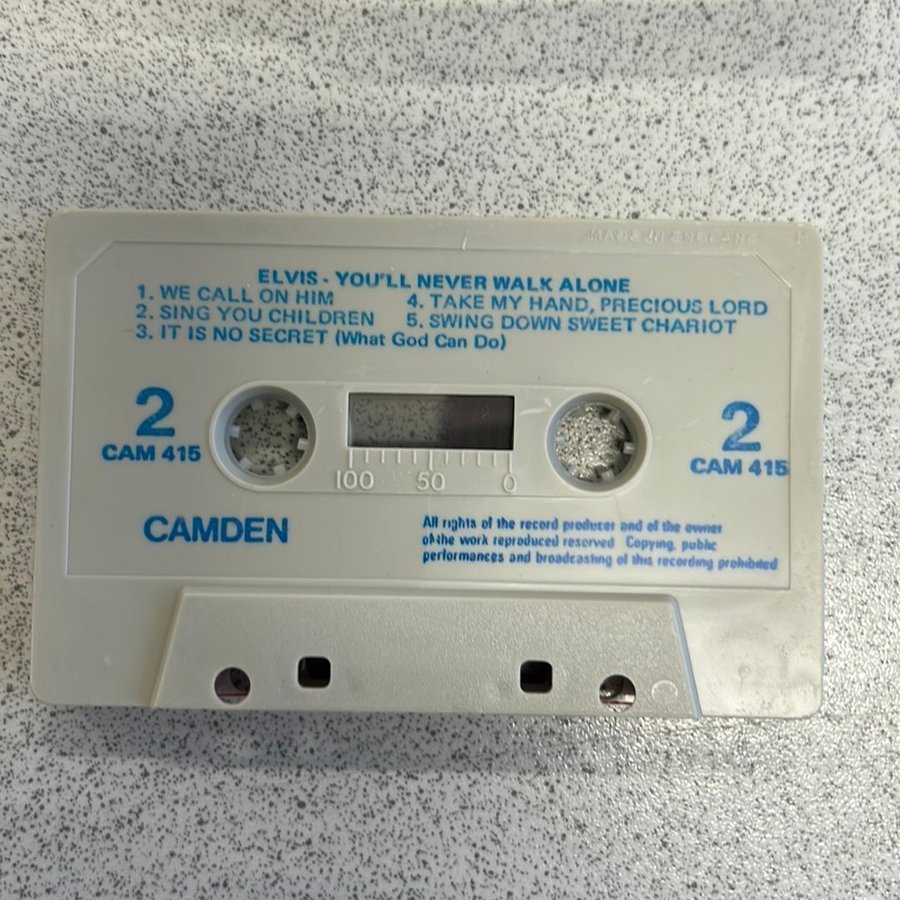 MADE IN ENGLAND
ELVIS - YOU'LL NEVER WALK ALONE
1. WE CALL ON HIM
2. SING YOU CHILDREN
3. IT IS NO SECRET (What God Can Do)
4. TAKE MY HAND, PRECIOUS LORD
5. SWING DOWN SWEET CHARIOT
2
CAM 415
2
CAM 415
100 50 0
CAMDEN
All rights of the record producer and of the owner
of the work reproduced reserved Copying, public
performances and broadcasting of this recording prohibited